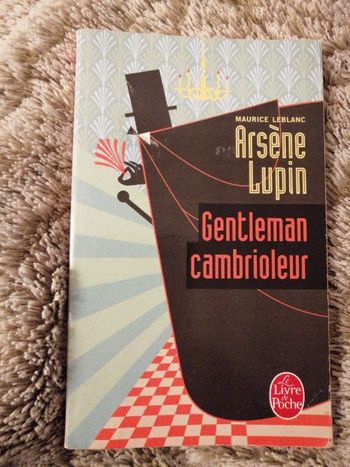 MAURICE LEBLANC
Arsène
Lupin
Gentleman
cambrioleur
Le
Livre
de
Poche